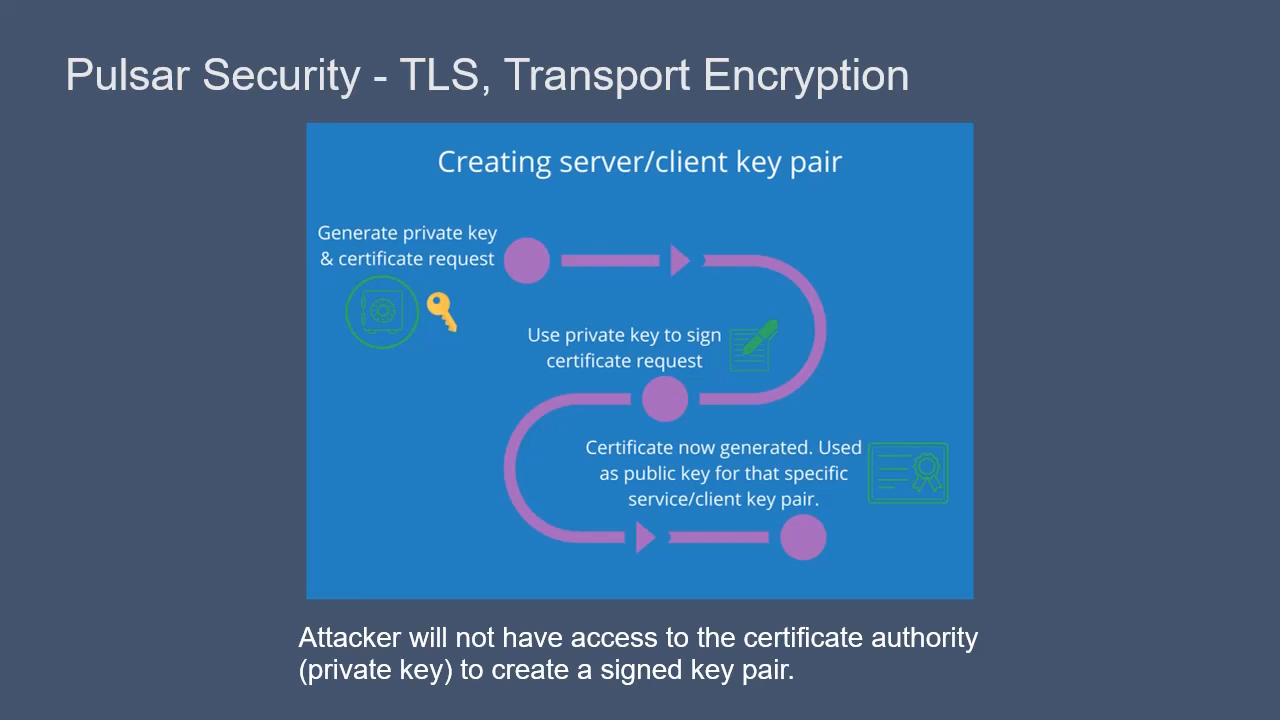 Pulsar Security - TLS, Transport Encryption
Creating server/client key pair
Generate private key
& certificate request
Use private key to sign
certificate request
Certificate now generated. Used
as public key for that specific
service/client key pair.
Attacker will not have access to the certificate authority
(private key) to create a signed key pair.